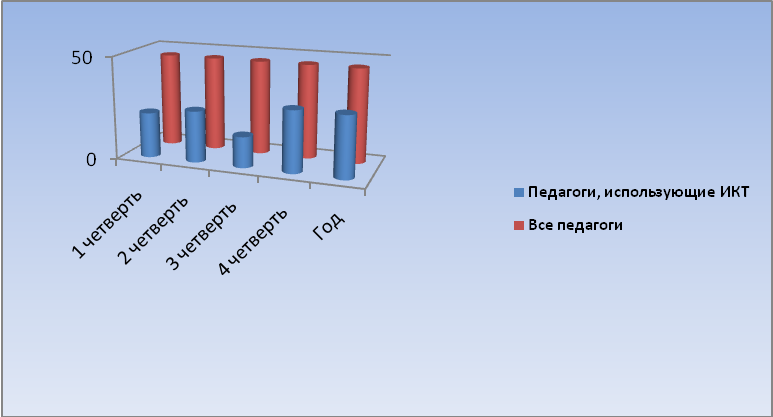 50
0
1 четверть
2 четверть
3 четверть
4 четверть
Год
Педагоги, использующие ИКТ
Все педагоги